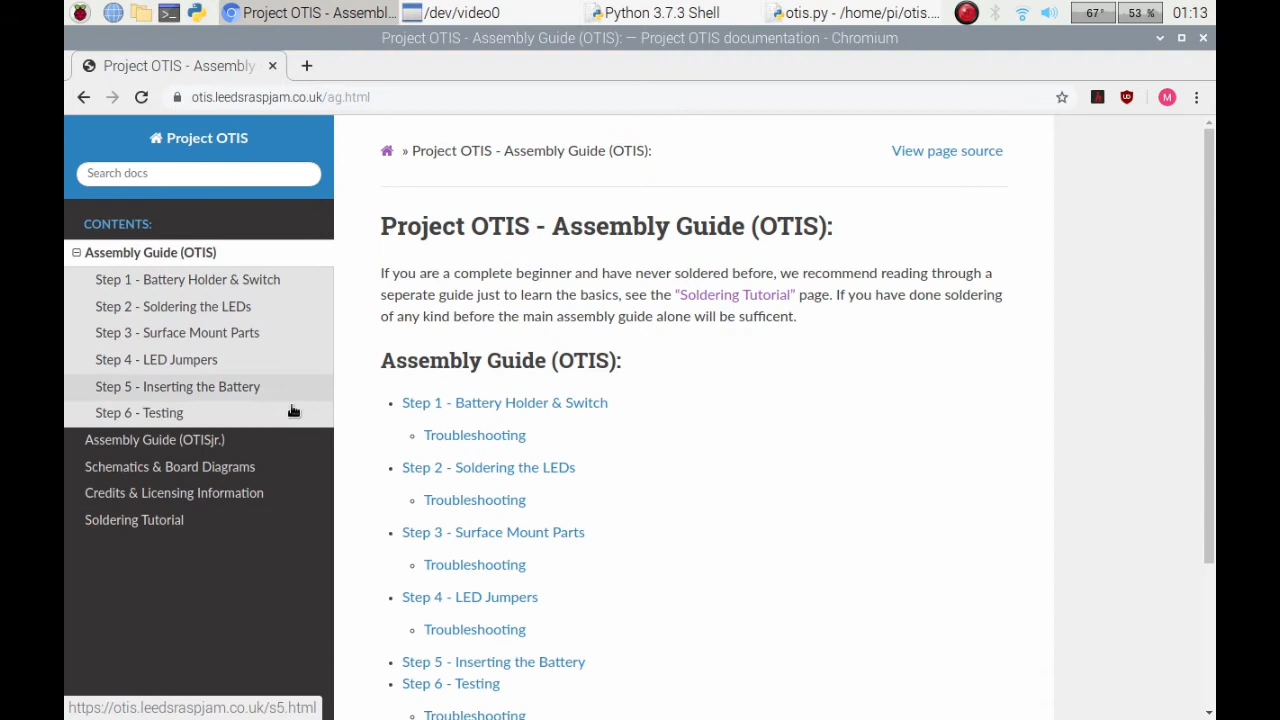 Project OTIS - Assembl...
/dev/video0
Python 3.7.3 Shell
otis.py - /home/pi/otis....
67°
53 %
01:13
Project OTIS - Assembly Guide (OTIS): — Project OTIS documentation - Chromium
Project OTIS - Assembly
otis.leedsraspjam.co.uk/ag.html
M
Project OTIS
Search docs
CONTENTS:
Assembly Guide (OTIS)
Step 1 - Battery Holder & Switch
Step 2 - Soldering the LEDs
Step 3 - Surface Mount Parts
Step 4 - LED Jumpers
Step 5 - Inserting the Battery
Step 6 - Testing
Assembly Guide (OTISjr.)
Schematics & Board Diagrams
Credits & Licensing Information
Soldering Tutorial
https://otis.leedsraspjam.co.uk/s5.html
» Project OTIS - Assembly Guide (OTIS):
View page source
Project OTIS - Assembly Guide (OTIS):
If you are a complete beginner and have never soldered before, we recommend reading through a
seperate guide just to learn the basics, see the “Soldering Tutorial” page. If you have done soldering
of any kind before the main assembly guide alone will be sufficent.
Assembly Guide (OTIS):
Step 1 - Battery Holder & Switch
Troubleshooting
Step 2 - Soldering the LEDs
Troubleshooting
Step 3 - Surface Mount Parts
Troubleshooting
Step 4 - LED Jumpers
Troubleshooting
Step 5 - Inserting the Battery
Step 6 - Testing
Troubleshooting